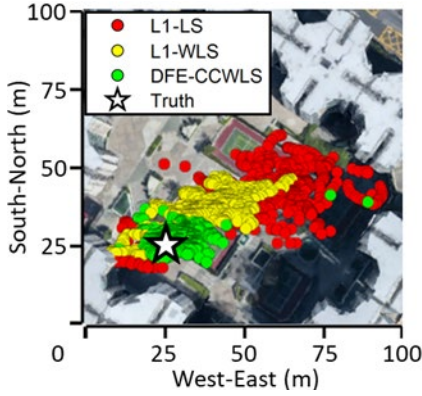 100
75
50
25
0
25
50
75
100
South-North (m)
West-East (m)
L1-LS
L1-WLS
DFE-CCWLS
Truth